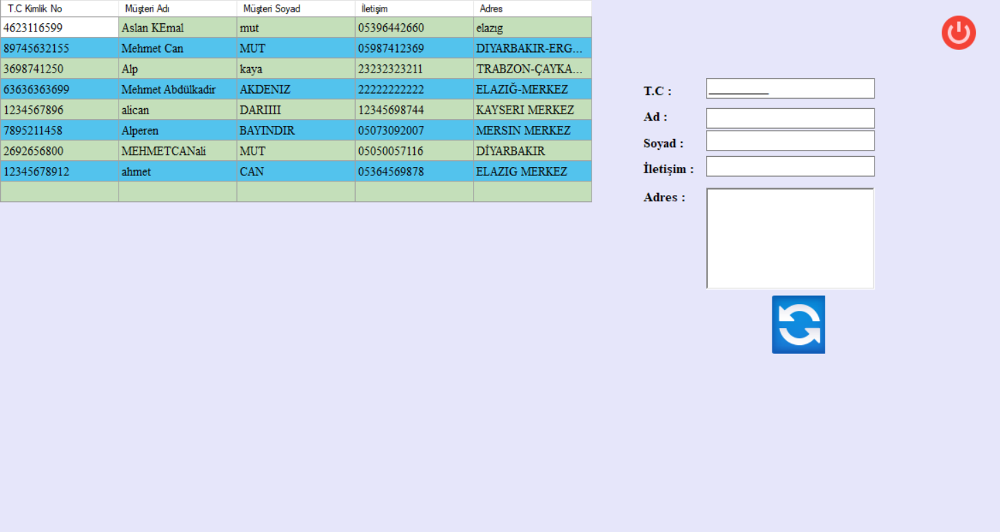 T.C Kimlik No Müşteri Adı Müşteri Soyad İletişim Adres
4623116599 Aslan KEmal mut 05396442660 elazıg
89745632155 Mehmet Can MUT 05987412369 DIYARBAKIR-ERG...
3698741250 Alp kaya 23232323211 TRABZON-ÇAYKA...
63636363699 Mehmet Abdülkadir AKDENIZ 22222222222 ELAZIĞ-MERKEZ
1234567896 alican DARIIII 12345698744 KAYSERI MERKEZ
7895211458 Alperen BAYINDIR 05073092007 MERSIN MERKEZ
2692656800 MEHMETCANali MUT 05050057116 DİYARBAKIR
12345678912 ahmet CAN 05364569878 ELAZIG MERKEZ
T.C :
Ad :
Soyad :
İletişim :
Adres :